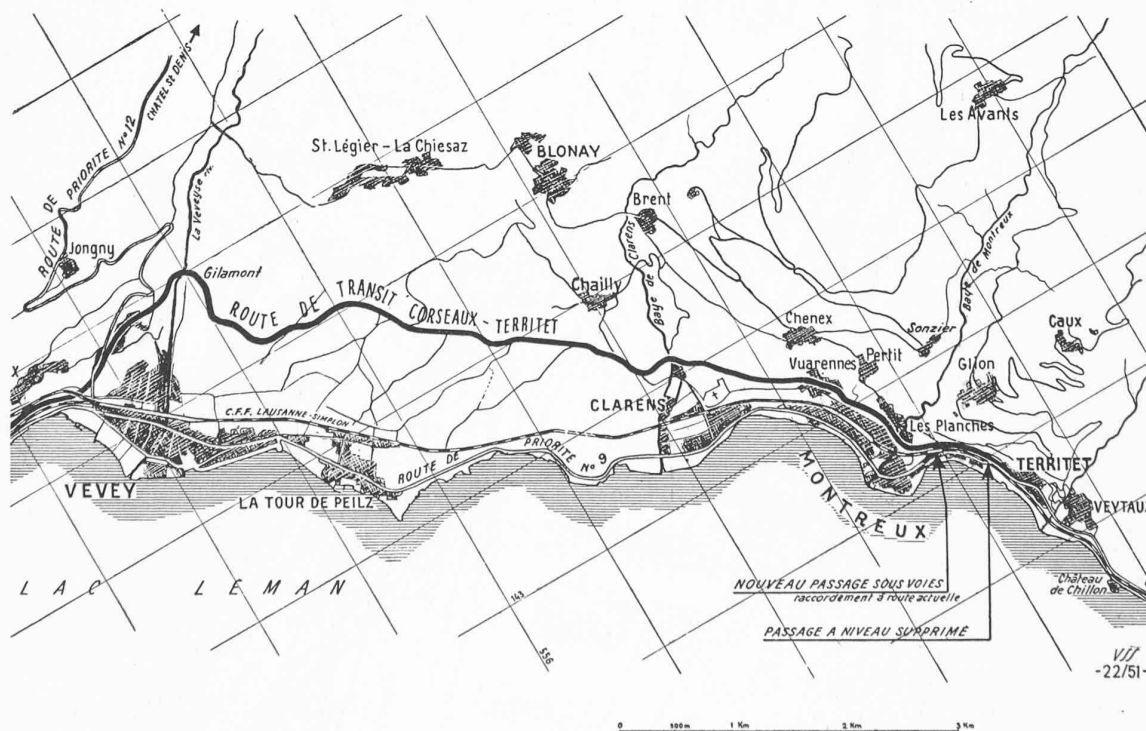 CHATEL St DENIS
ROUTE DE PRIORITE No 12
Les Avants
St. Légier - La Chiesaz
BLONAY
La Veveyse riv.
Brent
Jongny
Gilamont
Baye de Clarens
Baye de Montreux
Chailly
ROUTE DE TRANSIT CORSEAUX - TERRITET
Chenex
Sonzier
Caux
Vuarennes
Pertit
Glion
X
CLARENS
C.F.F. LAUSANNE-SIMPLON
Les Planches
ROUTE DE PRIORITÉ No 9
TERRITET
VEVEY
LA TOUR DE PEILZ
MONTREUX
VEYTAUX
LAC LEMAN
NOUVEAU PASSAGE SOUS VOIES
raccordement à route actuelle
Château
de Chillon
143
PASSAGE A NIVEAU SUPPRIMÉ
556
-22/51-
0 500m 1 Km 2 Km 3 Km